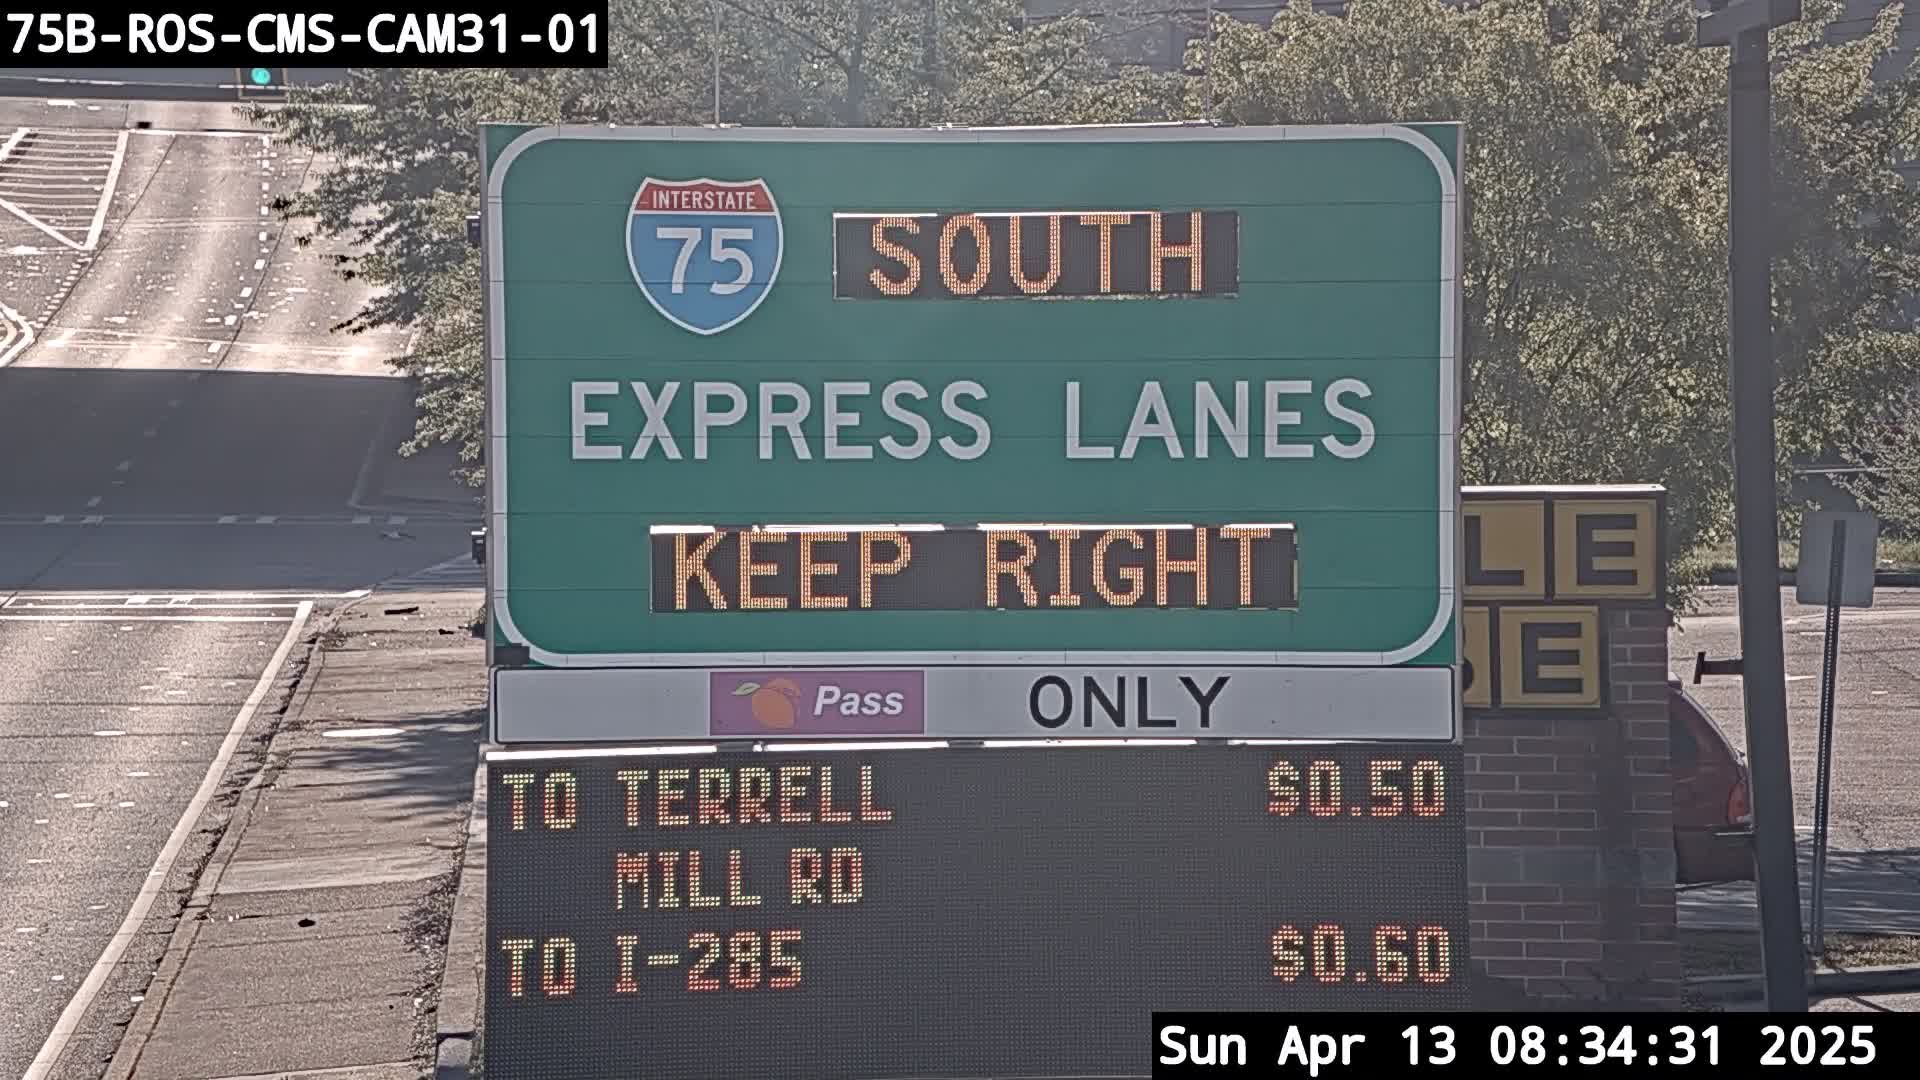 75B-ROS-CMS-CAM31-01
INTERSTATE
75
SOUTH
EXPRESS LANES
KEEP RIGHT
Pass ONLY
TO TERRELL $0.50
MILL RD
TO I-285 $0.60
LE
E
Sun Apr 13 08:34:31 2025